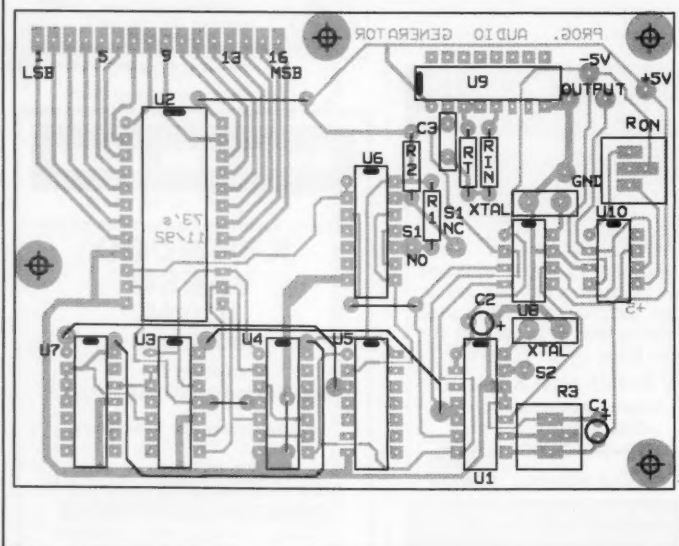 PROG. AUDIO GENERATOR
1 5 9 13 16
LSB MSB
-5V
+5V
OUTPUT
U9
U2
C3
R ON
U6
R2
RT
RIN
GND
R1
S1
NC
XTAL
U10
73's
11/92
S1
NO
+5
C2
+
U8
XTAL
U7
U3
U4
U5
S2
R3
C1
+
U1